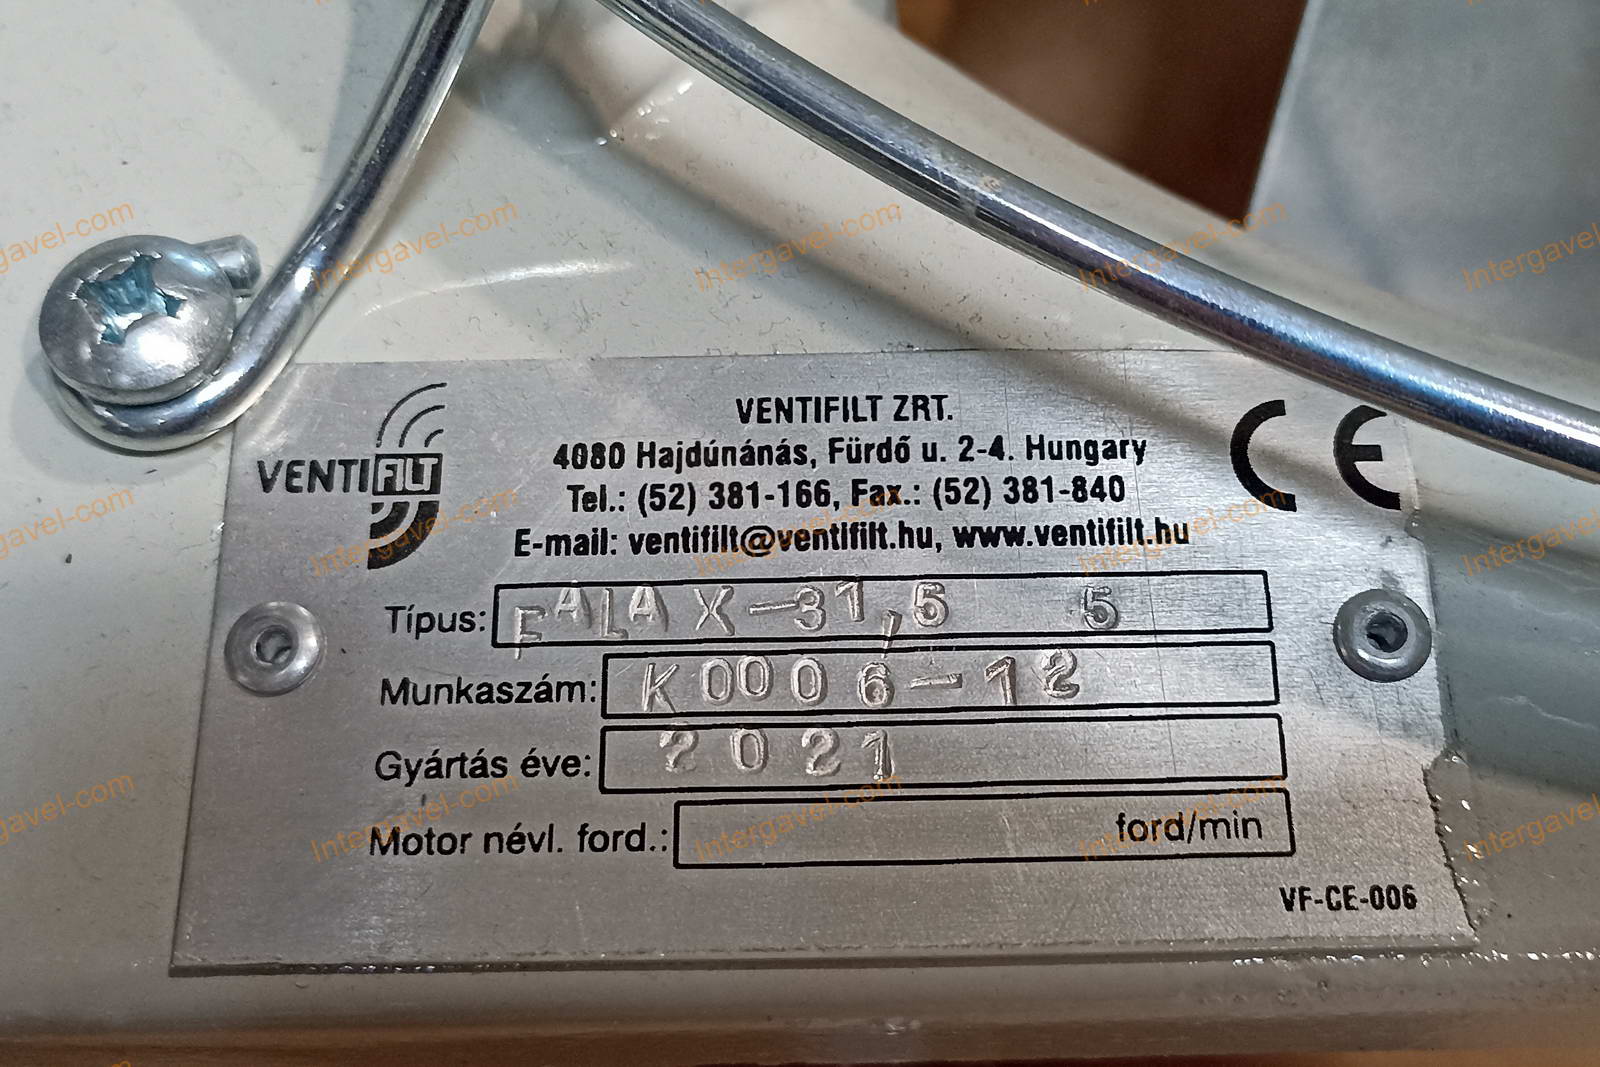 VENTIFILT
VENTIFILT ZRT.
4080 Hajdúnánás, Fürdő u. 2-4. Hungary
Tel.: (52) 381-166, Fax.: (52) 381-840
E-mail: ventifilt@ventifilt.hu, www.ventifilt.hu
CE
Típus: FALAX-31,5 5
Munkaszám: K0006-12
Gyártás éve: 2021
Motor névl. ford.: ford/min
VF-CE-006
Intergavel-com